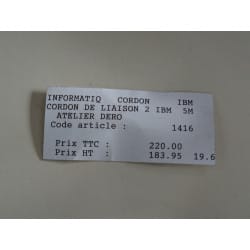 INFORMATIQ CORDON IBM
CORDON DE LIAISON 2 IBM 5M
ATELIER DERO
Code article : 1416
Prix TTC : 220.00
Prix HT : 183.95 19.6